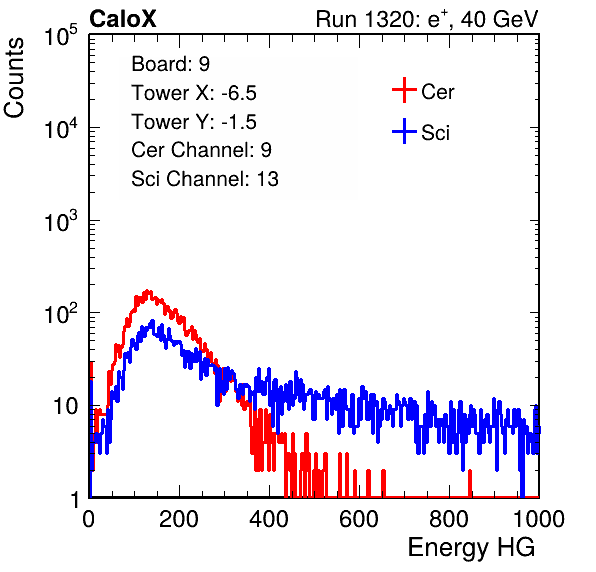 CaloX Run 1320: e⁺, 40 GeV
Counts
10⁵
10⁴
10³
10²
10
1
Board: 9
Tower X: -6.5
Tower Y: -1.5
Cer Channel: 9
Sci Channel: 13
Cer
Sci
0 200 400 600 800 1000
Energy HG